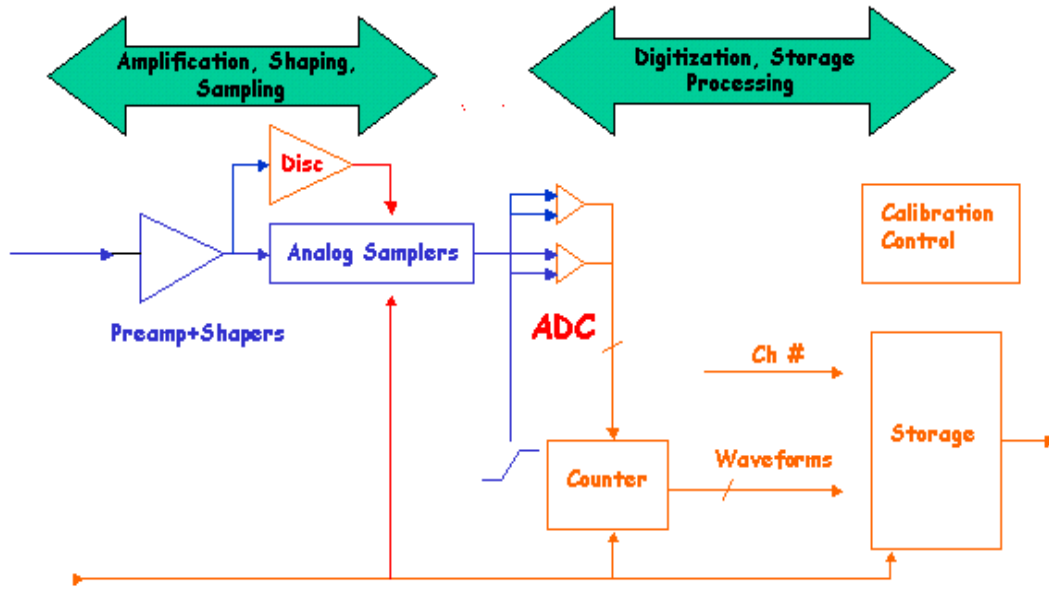 Amplification, Shaping,
Sampling
Digitization, Storage
Processing
Disc
Calibration
Control
Analog Samplers
Preamp+Shapers
ADC
Ch #
Storage
Waveforms
Counter